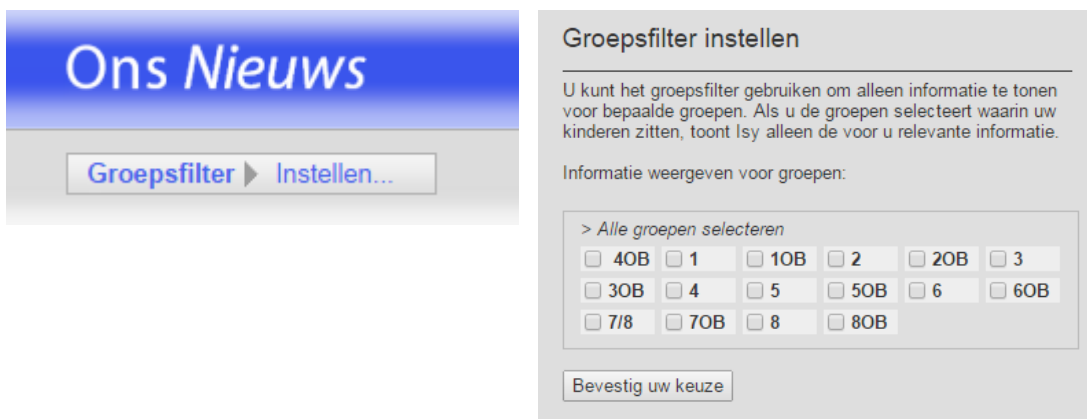 Ons Nieuws
Groepsfilter Instellen...
Groepsfilter instellen
U kunt het groepsfilter gebruiken om alleen informatie te tonen
voor bepaalde groepen. Als u de groepen selecteert waarin uw
kinderen zitten, toont Isy alleen de voor u relevante informatie.
Informatie weergeven voor groepen:
> Alle groepen selecteren
4OB 1 1OB 2 2OB 3
3OB 4 5 5OB 6 6OB
7/8 7OB 8 8OB
Bevestig uw keuze